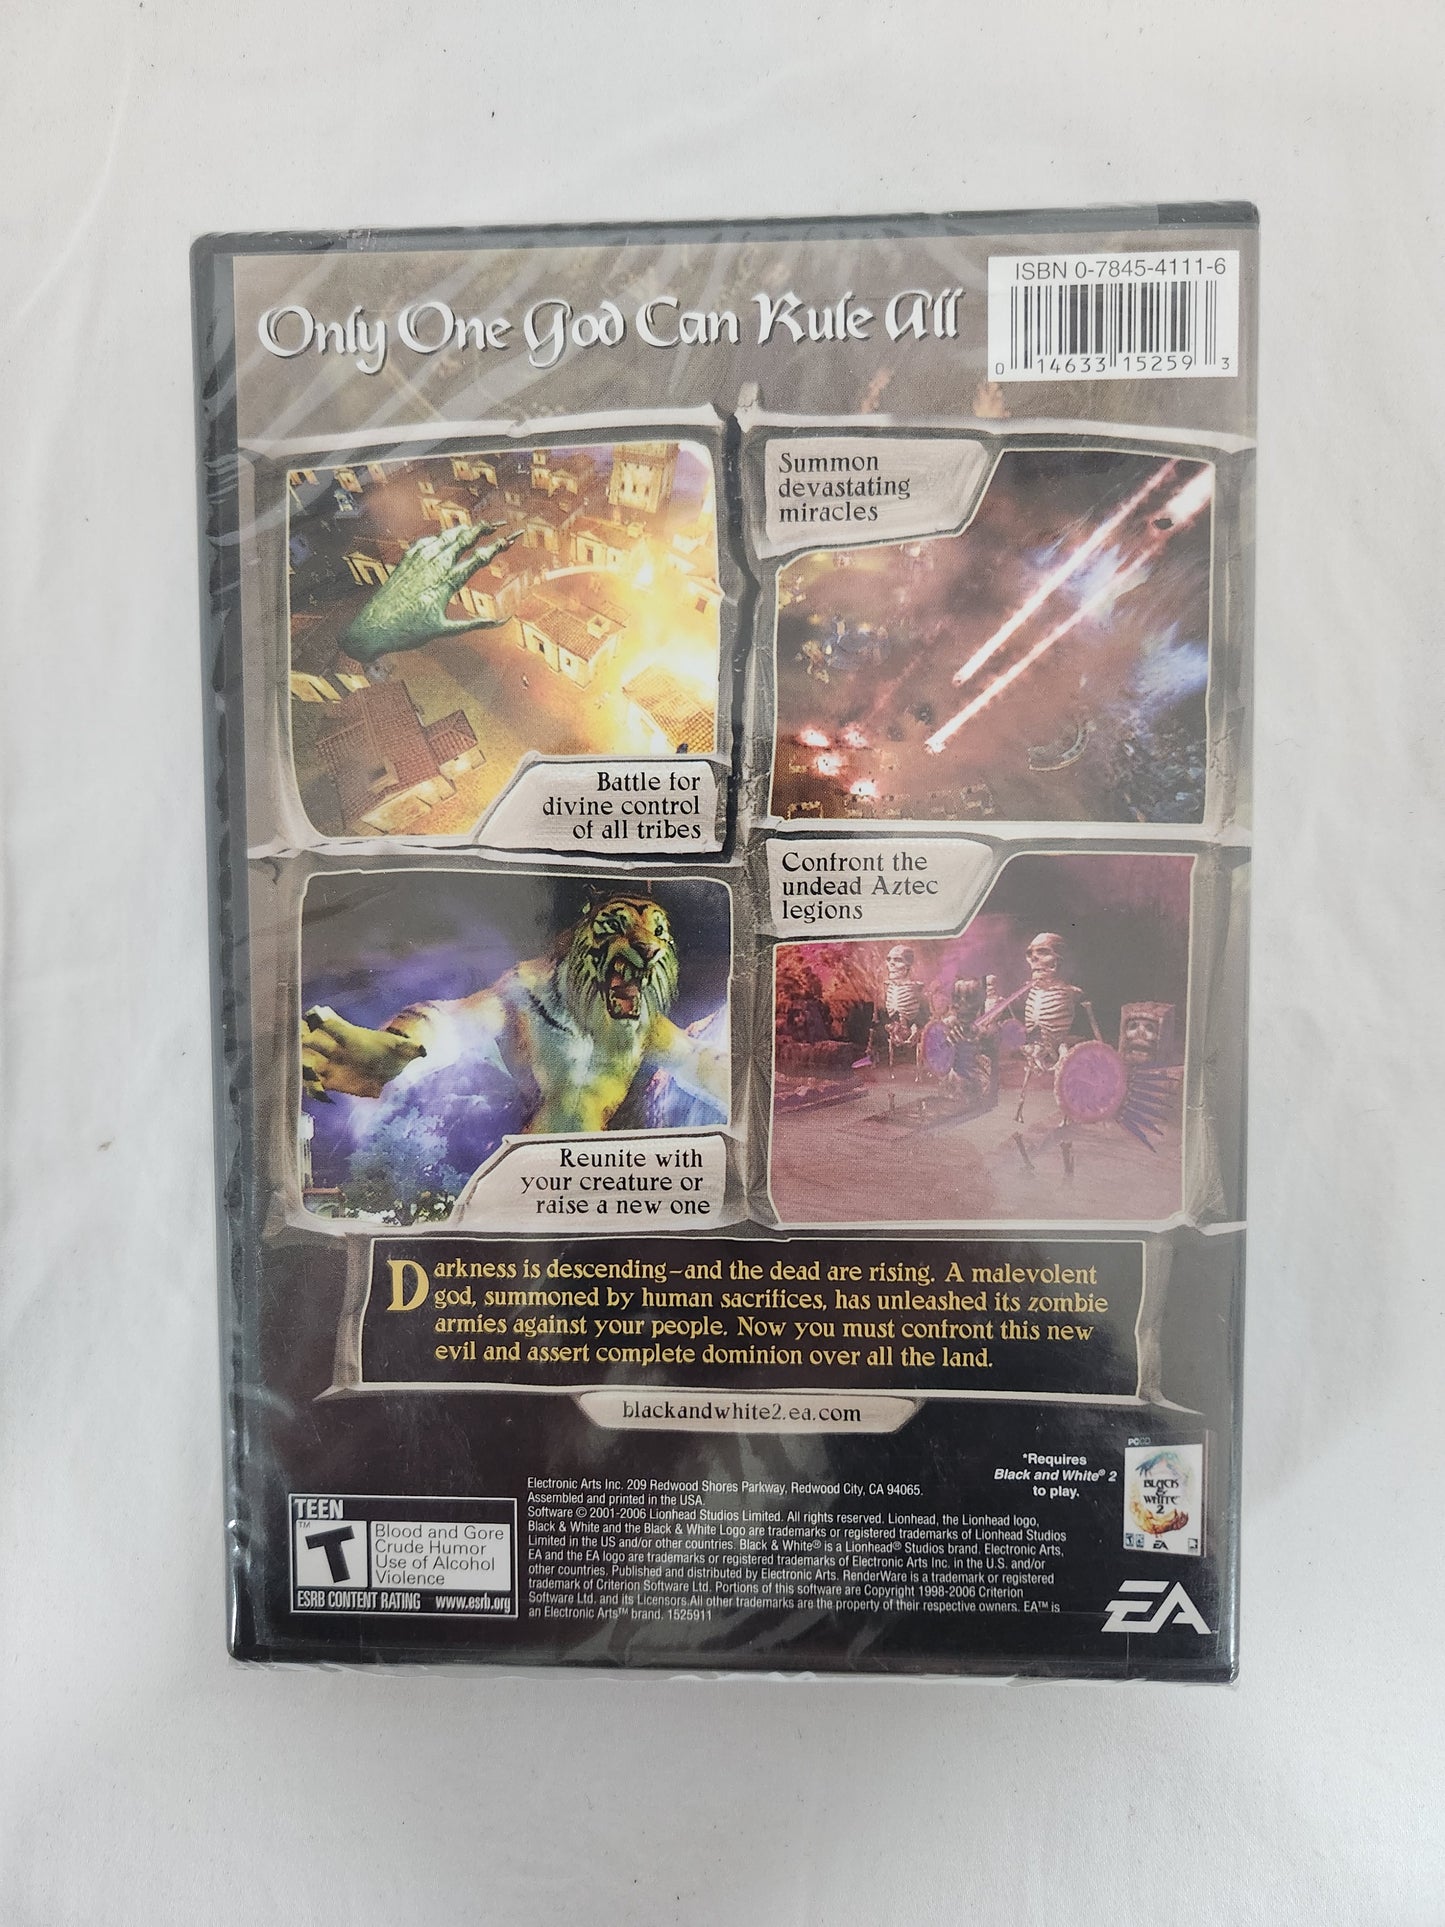 ISBN 0-7845-4111-6
Only One God Can Rule All
0 14633 15259 3
Summon
devastating
miracles
Battle for
divine control
of all tribes
Confront the
undead Aztec
legions
Reunite with
your creature or
raise a new one
Darkness is descending—and the dead are rising. A malevolent
god, summoned by human sacrifices, has unleashed its zombie
armies against your people. Now you must confront this new
evil and assert complete dominion over all the land.
blackandwhite2.ea.com
*Requires
Black and White® 2
to play.
PCCD
BLACK
&
WHITE
2
EA
Electronic Arts Inc. 209 Redwood Shores Parkway, Redwood City, CA 94065.
Assembled and printed in the USA.
Software © 2001-2006 Lionhead Studios Limited. All rights reserved. Lionhead, the Lionhead logo,
Black & White and the Black & White Logo are trademarks or registered trademarks of Lionhead Studios
Limited in the US and/or other countries. Black & White® is a Lionhead® Studios brand. Electronic Arts,
EA and the EA logo are trademarks or registered trademarks of Electronic Arts Inc. in the U.S. and/or
other countries. Published and distributed by Electronic Arts. RenderWare is a trademark or registered
trademark of Criterion Software Ltd. Portions of this software are Copyright 1998-2006 Criterion
Software Ltd. and its Licensors.All other trademarks are the property of their respective owners. EA™ is
an Electronic Arts™ brand. 1525911
TEEN
T
™
Blood and Gore
Crude Humor
Use of Alcohol
Violence
ESRB CONTENT RATING www.esrb.org
EA™